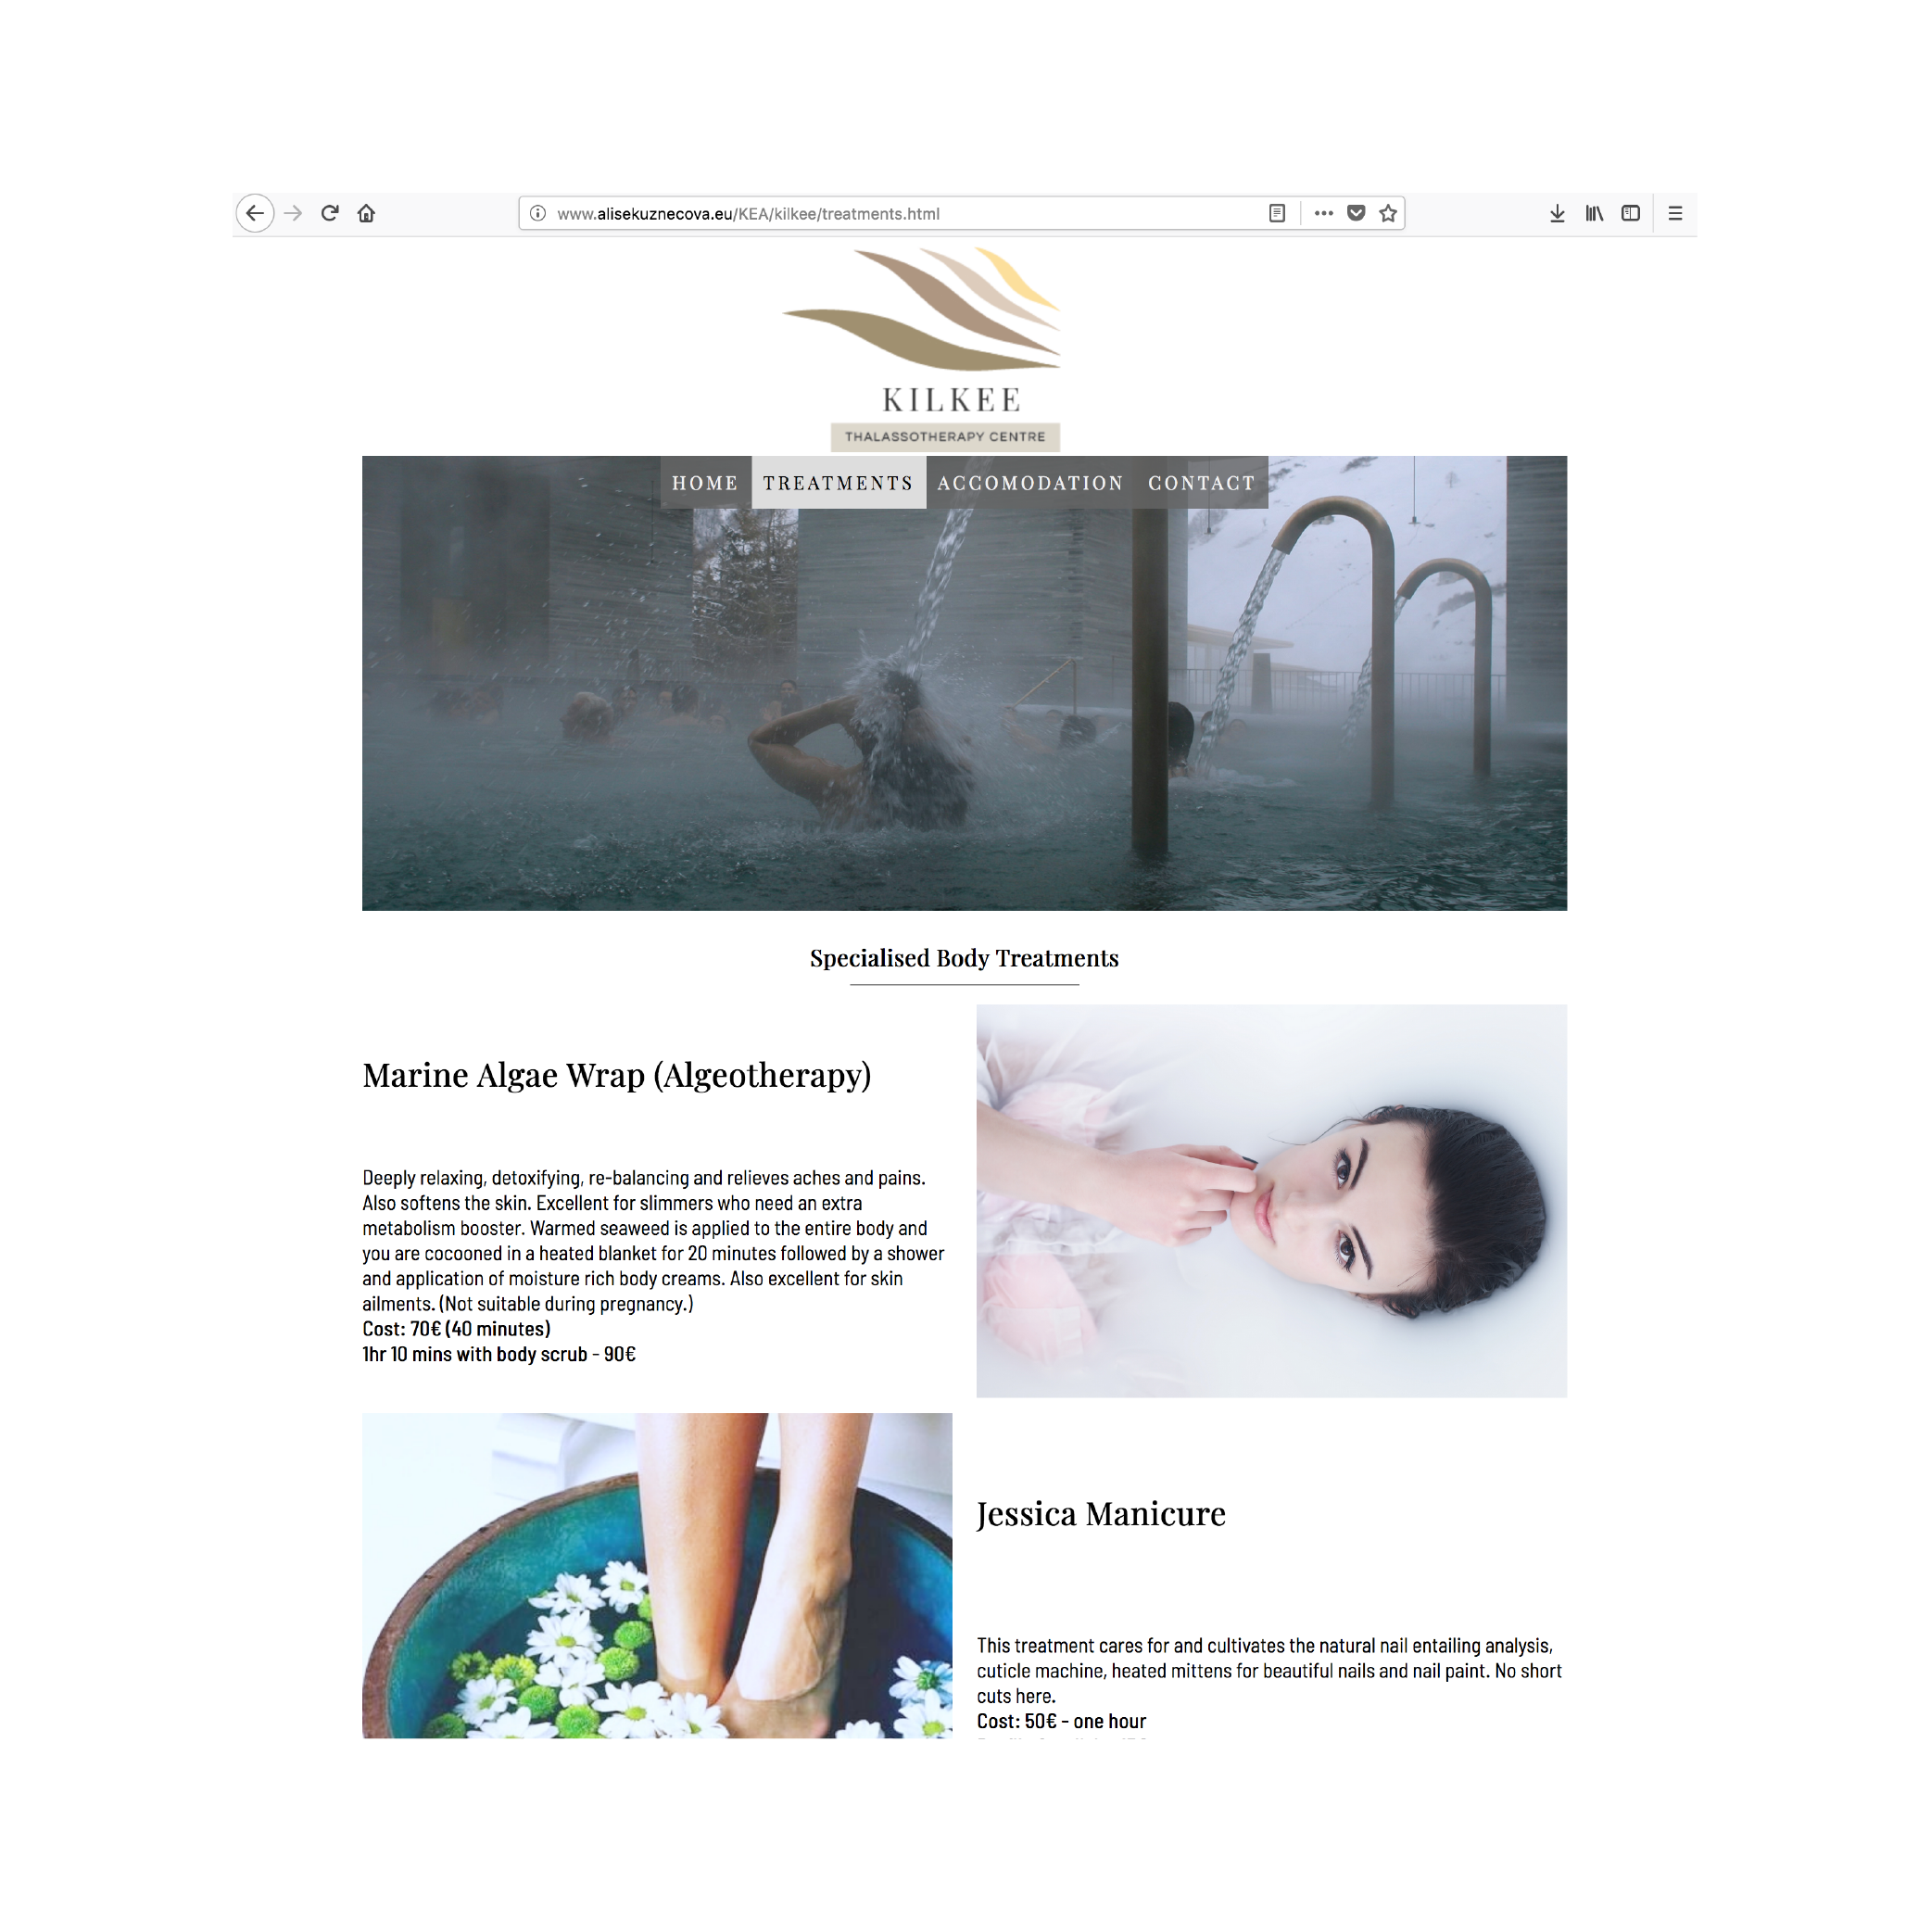 www.alisekuznecova.eu/KEA/kilkee/treatments.html
KILKEE
THALASSOTHERAPY CENTRE
HOME TREATMENTS ACCOMODATION CONTACT
Specialised Body Treatments
Marine Algae Wrap (Algeotherapy)
Deeply relaxing, detoxifying, re-balancing and relieves aches and pains.
Also softens the skin. Excellent for slimmers who need an extra
metabolism booster. Warmed seaweed is applied to the entire body and
you are cocooned in a heated blanket for 20 minutes followed by a shower
and application of moisture rich body creams. Also excellent for skin
ailments. (Not suitable during pregnancy.)
Cost: 70€ (40 minutes)
1hr 10 mins with body scrub - 90€
Jessica Manicure
This treatment cares for and cultivates the natural nail entailing analysis,
cuticle machine, heated mittens for beautiful nails and nail paint. No short
cuts here.
Cost: 50€ - one hour